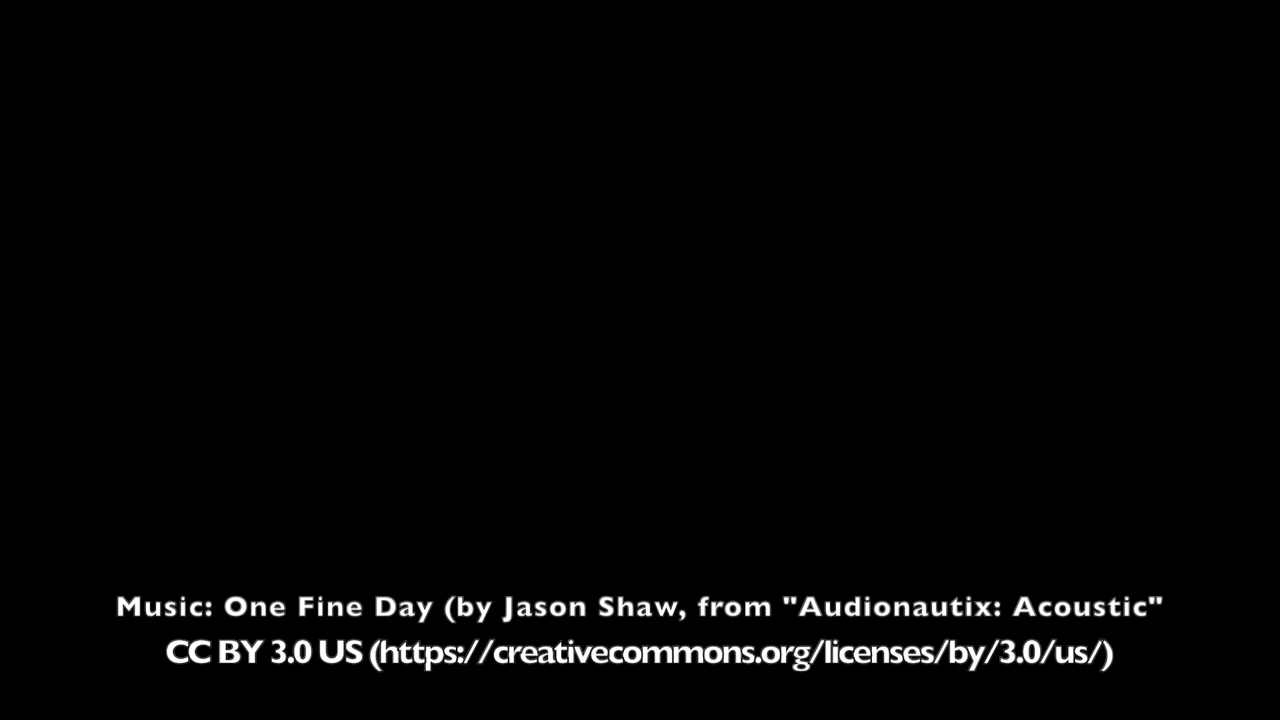 Music: One Fine Day (by Jason Shaw, from "Audionautix: Acoustic"
CC BY 3.0 US (https://creativecommons.org/licenses/by/3.0/us/)